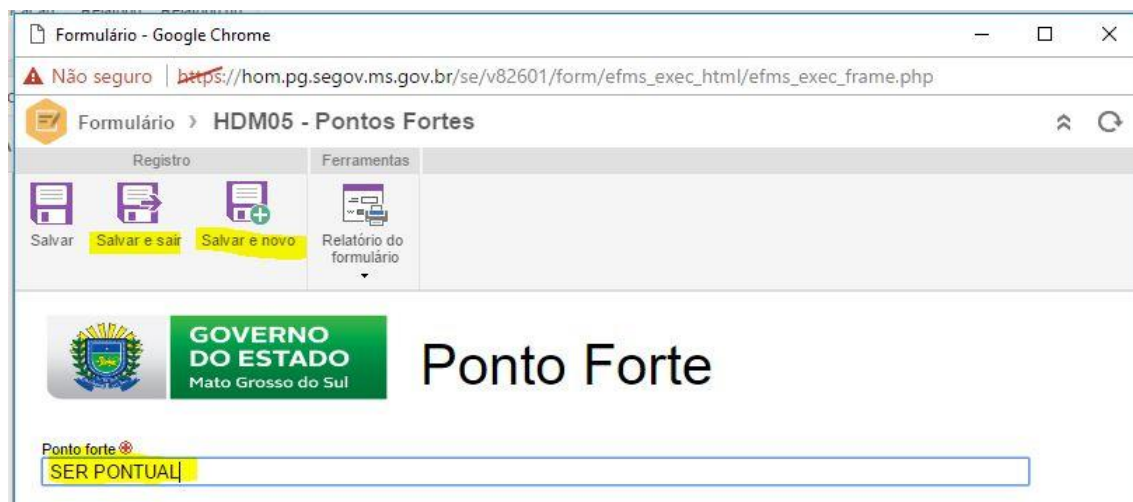 Formulário - Google Chrome
Não seguro | https://hom.pg.segov.ms.gov.br/se/v82601/form/efms_exec_html/efms_exec_frame.php
Formulário > HDM05 - Pontos Fortes
Registro Ferramentas
Salvar Salvar e sair Salvar e novo Relatório do
formulário
GOVERNO
DO ESTADO
Mato Grosso do Sul
Ponto Forte
Ponto forte
SER PONTUAL